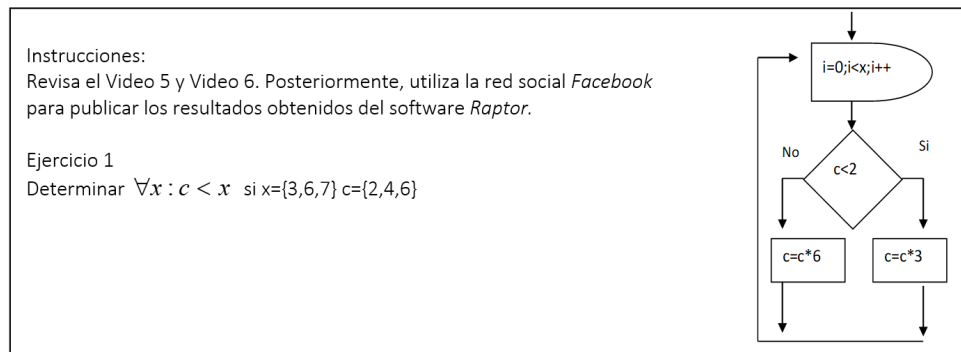 Instrucciones:
Revisa el Video 5 y Video 6. Posteriormente, utiliza la red social Facebook
para publicar los resultados obtenidos del software Raptor.
Ejercicio 1
Determinar ∀x : c < x si x={3,6,7} c={2,4,6}
i=0;i<x;i++
No
Si
c<2
c=c*6
c=c*3